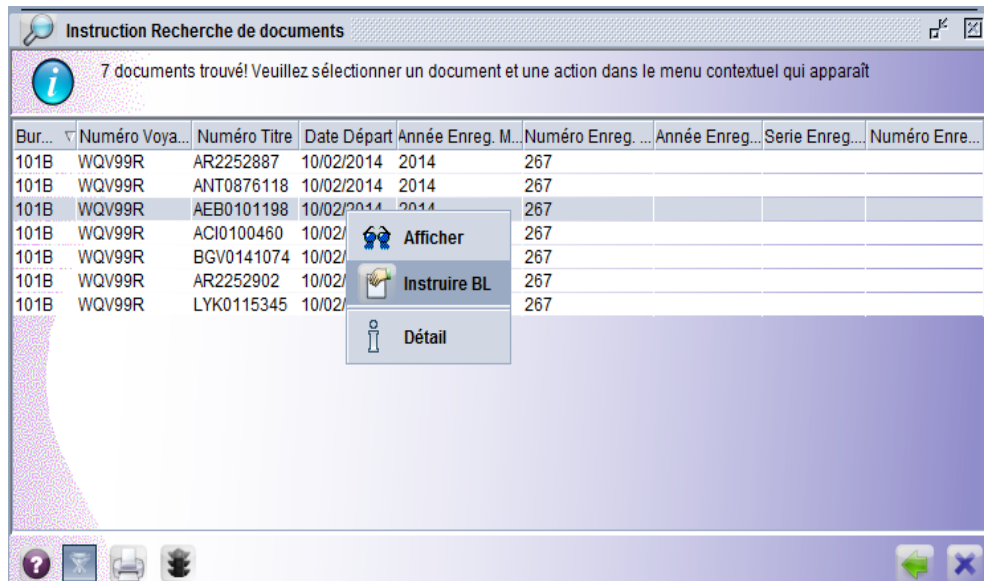 Instruction Recherche de documents
7 documents trouvé! Veuillez sélectionner un document et une action dans le menu contextuel qui apparaît
Bur... Numéro Voya... Numéro Titre Date Départ Année Enreg. M... Numéro Enreg. ... Année Enreg... Serie Enreg.... Numéro Enre...
101B WQV99R AR2252887 10/02/2014 2014 267
101B WQV99R ANT0876118 10/02/2014 2014 267
101B WQV99R AEB0101198 10/02/2014 2014 267
101B WQV99R ACI0100460 10/02/ 267
101B WQV99R BGV0141074 10/02/ 267
101B WQV99R AR2252902 10/02/ 267
101B WQV99R LYK0115345 10/02/ 267
Afficher
Instruire BL
Détail